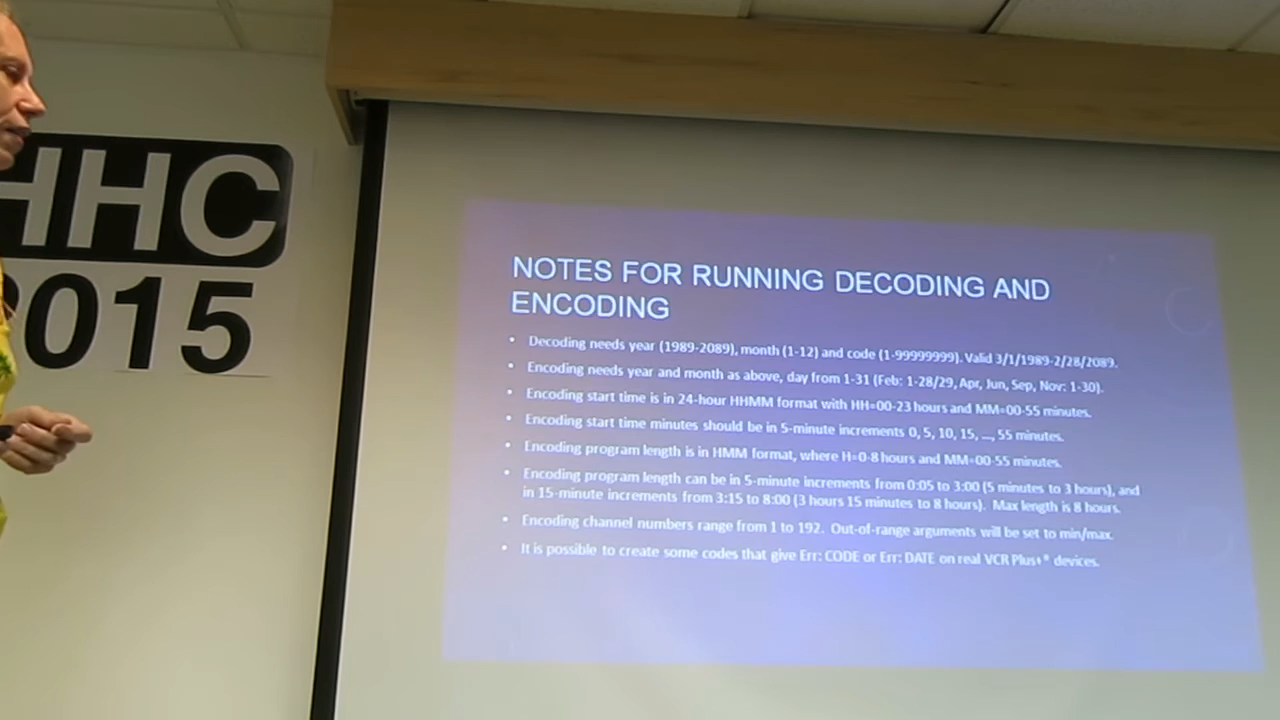 HHC
2015
NOTES FOR RUNNING DECODING AND
ENCODING
• Decoding needs year (1989-2089), month (1-12) and code (1-99999999). Valid 3/1/1989-2/28/2089.
• Encoding needs year and month as above, day from 1-31 (Feb: 1-28/29, Apr, Jun, Sep, Nov: 1-30).
• Encoding start time is in 24-hour HHMM format with HH=00-23 hours and MM=00-55 minutes.
• Encoding start time minutes should be in 5-minute increments 0, 5, 10, 15, ..., 55 minutes.
• Encoding program length is in HMM format, where H=0-8 hours and MM=00-55 minutes.
• Encoding program length can be in 5-minute increments from 0:05 to 3:00 (5 minutes to 3 hours), and
in 15-minute increments from 3:15 to 8:00 (3 hours 15 minutes to 8 hours). Max length is 8 hours.
• Encoding channel numbers range from 1 to 192. Out-of-range arguments will be set to min/max.
• It is possible to create some codes that give Err: CODE or Err: DATE on real VCR Plus+® devices.